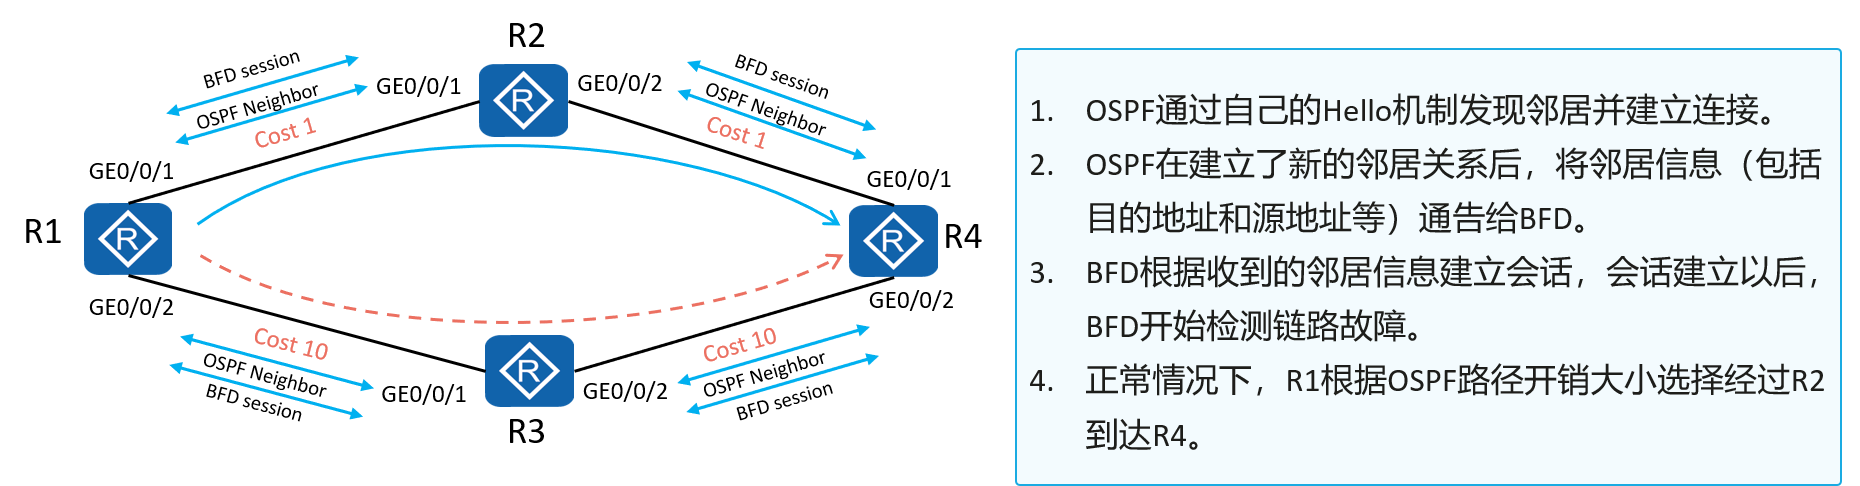 R2
BFD session
OSPF Neighbor
Cost 1
GE0/0/1
GE0/0/2
BFD session
OSPF Neighbor
Cost 1
GE0/0/1
GE0/0/1
R1
R4
GE0/0/2
GE0/0/2
Cost 10
OSPF Neighbor
BFD session
GE0/0/1
GE0/0/2
Cost 10
OSPF Neighbor
BFD session
R3
R
R
R
R
1. OSPF通过自己的Hello机制发现邻居并建立连接。
2. OSPF在建立了新的邻居关系后，将邻居信息（包括
目的地址和源地址等）通告给BFD。
3. BFD根据收到的邻居信息建立会话，会话建立以后，
BFD开始检测链路故障。
4. 正常情况下，R1根据OSPF路径开销大小选择经过R2
到达R4。